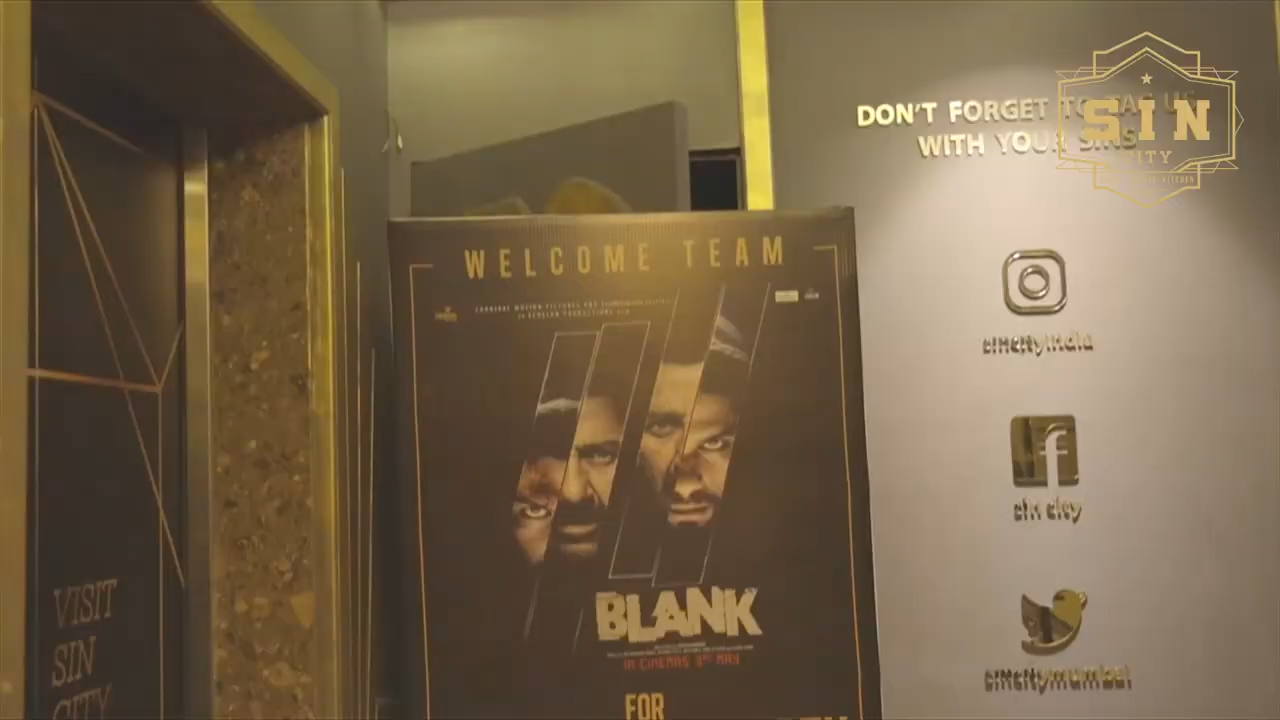 WELCOME TEAM
BLANK
IN CINEMAS 3RD MAY
FOR
DON'T FORGET TO TAG US
WITH YOUR SINS
sincityindia
sin city
sincitymumbai
SIN
CITY
KITCHEN
VISIT
SIN
CITY